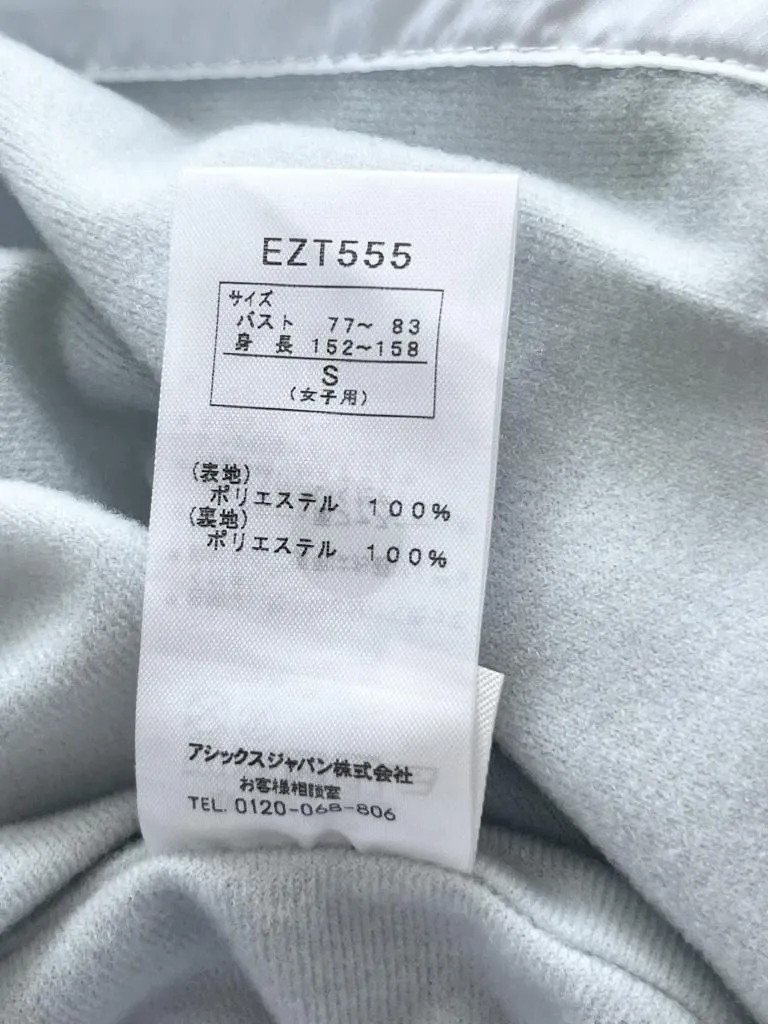 EZT555
サイズ
バスト 77～ 83
身 長 152～158
S
(女子用)
(表地)
ポリエステル 100%
(裏地)
ポリエステル 100%
アシックスジャパン株式会社
お客様相談室
TEL. 0120-068-806